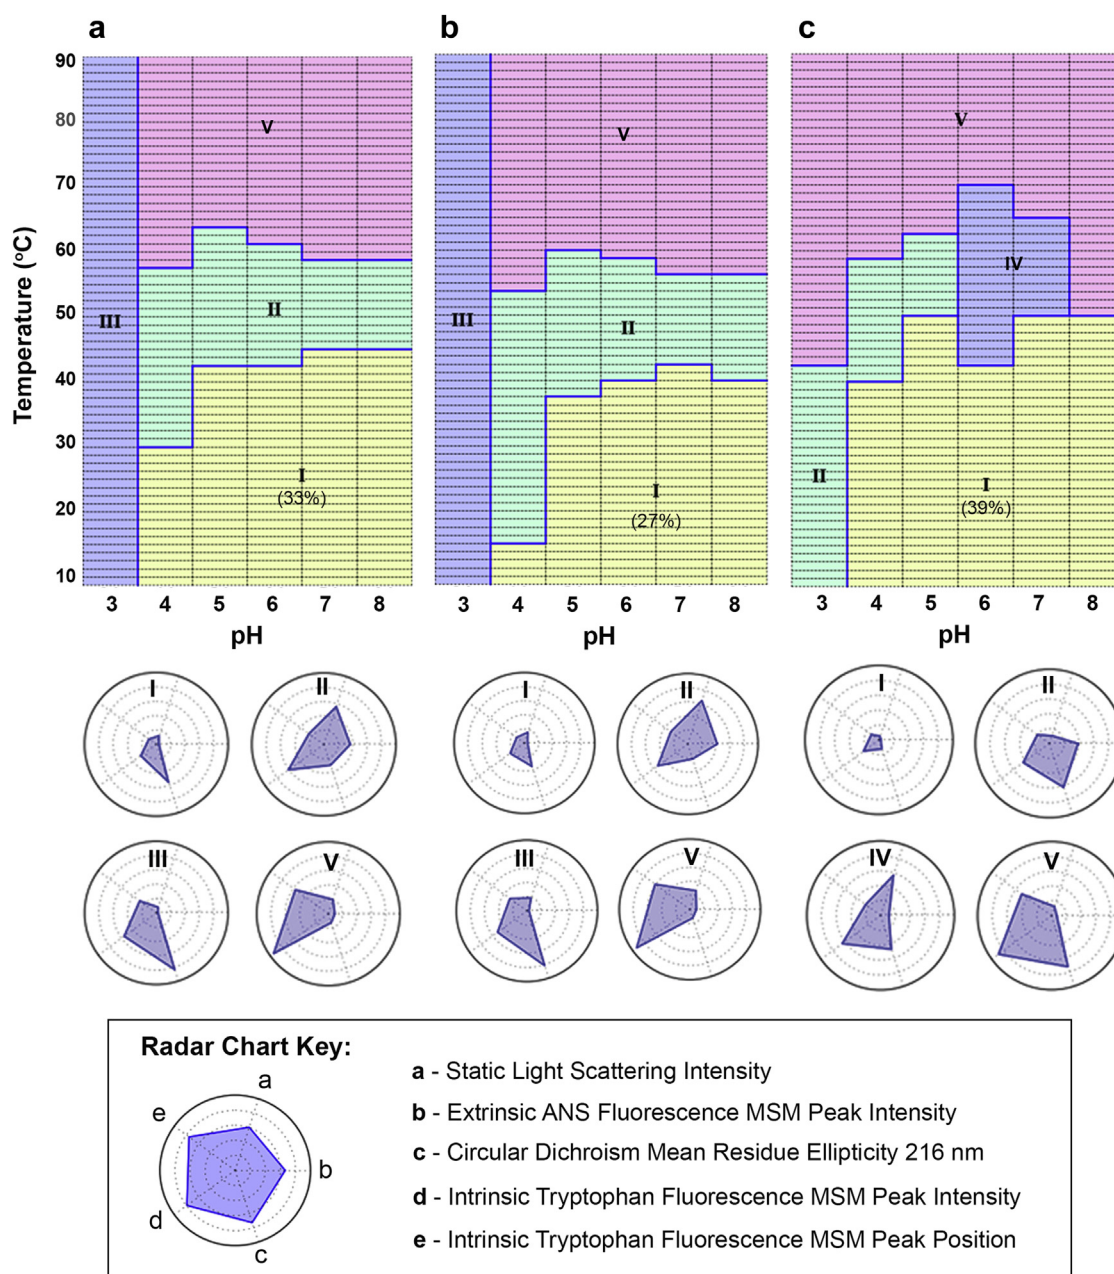 a
b
c
Temperature (°C)
90
80
70
60
50
40
30
20
10
V
III
II
I
(33%)
3 4 5 6 7 8
pH
V
III
II
I
(27%)
3 4 5 6 7 8
V
IV
II
I
(39%)
3 4 5 6 7 8
pH
I II I II I II
III V III V IV V
Radar Chart Key:
a
b
c
d
e
a - Static Light Scattering Intensity
b - Extrinsic ANS Fluorescence MSM Peak Intensity
c - Circular Dichroism Mean Residue Ellipticity 216 nm
d - Intrinsic Tryptophan Fluorescence MSM Peak Intensity
e - Intrinsic Tryptophan Fluorescence MSM Peak Position